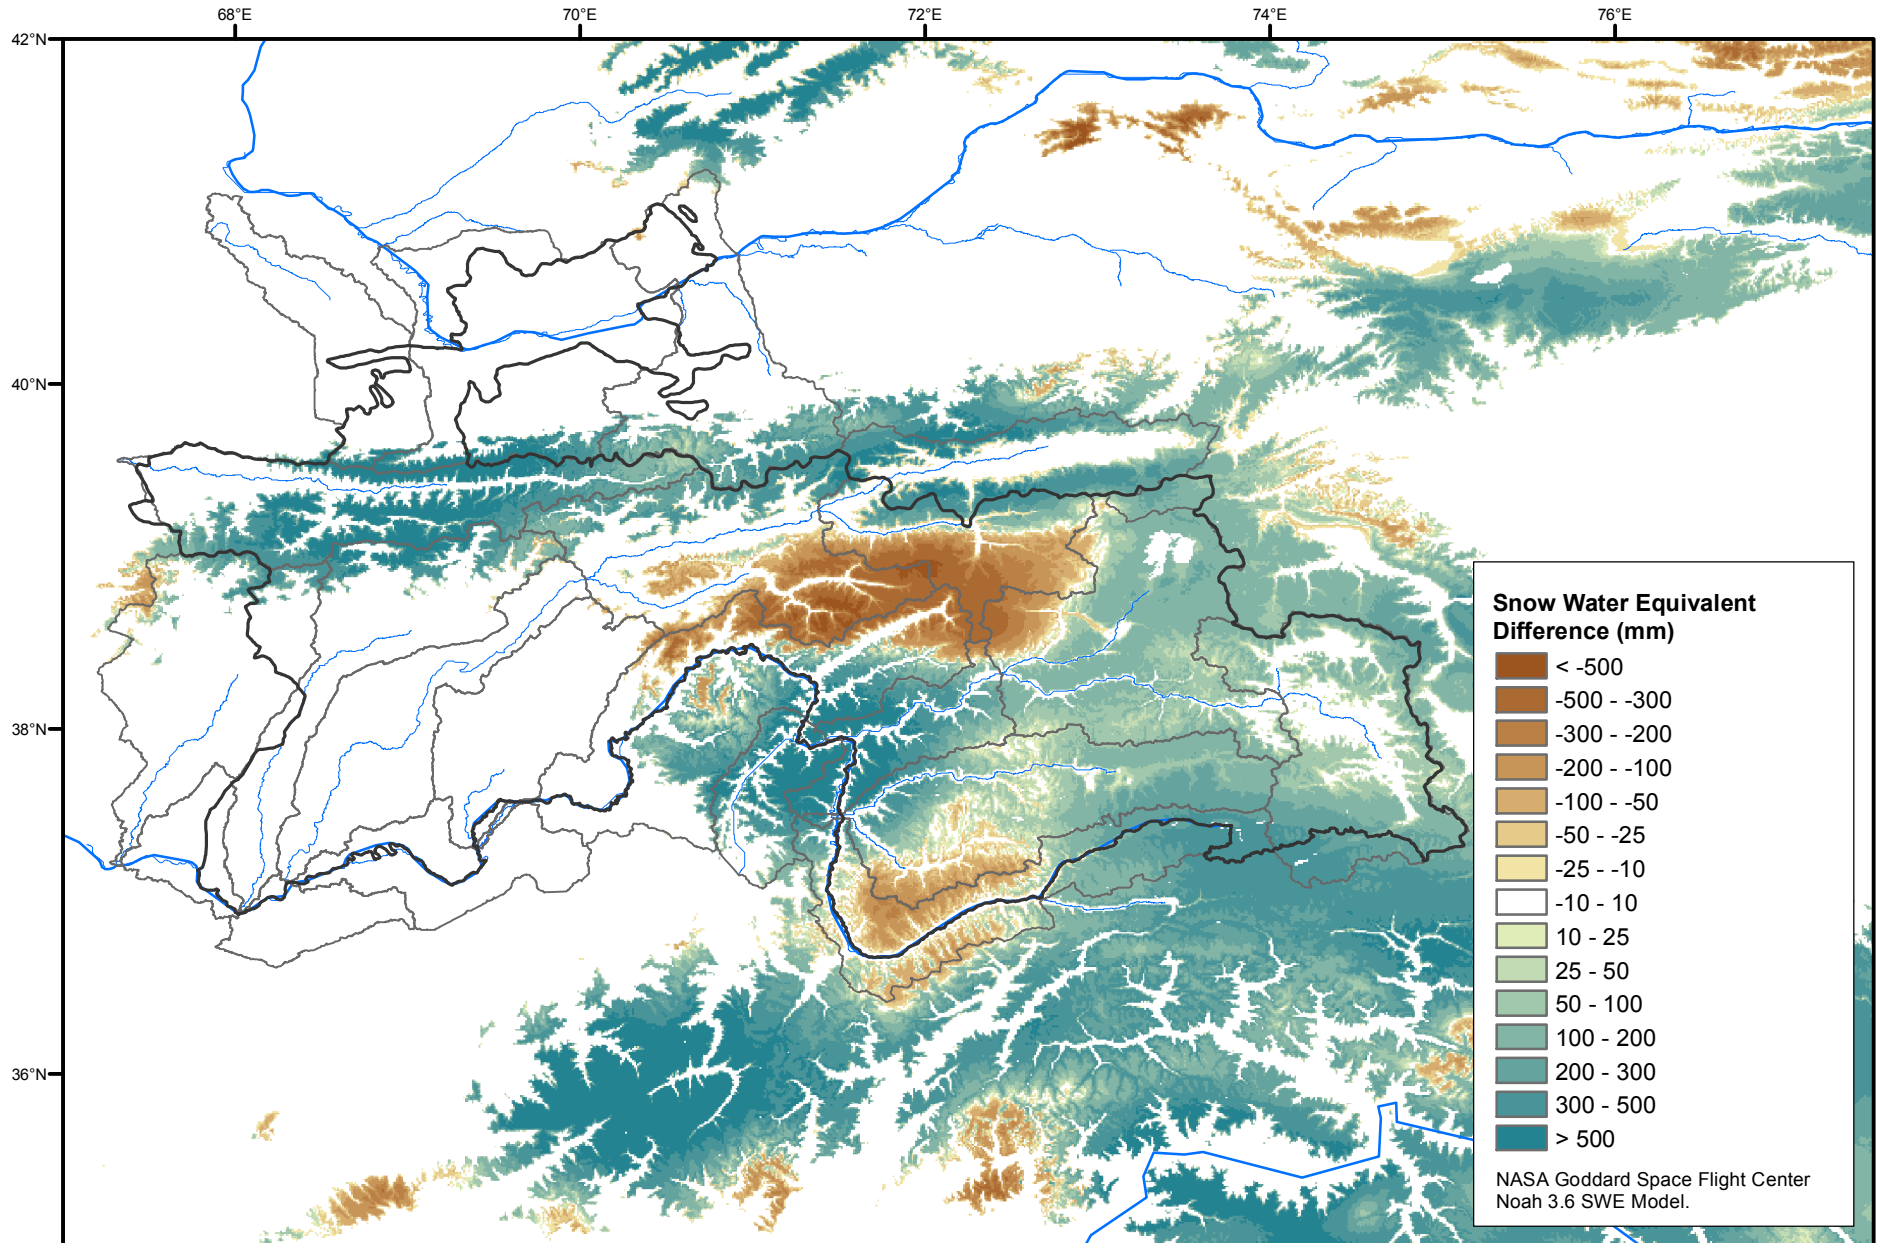 68°E 70°E 72°E 74°E 76°E
42°N
40°N
38°N
36°N
Snow Water Equivalent
Difference (mm)
< -500
-500 - -300
-300 - -200
-200 - -100
-100 - -50
-50 - -25
-25 - -10
-10 - 10
10 - 25
25 - 50
50 - 100
100 - 200
200 - 300
300 - 500
> 500
NASA Goddard Space Flight Center
Noah 3.6 SWE Model.